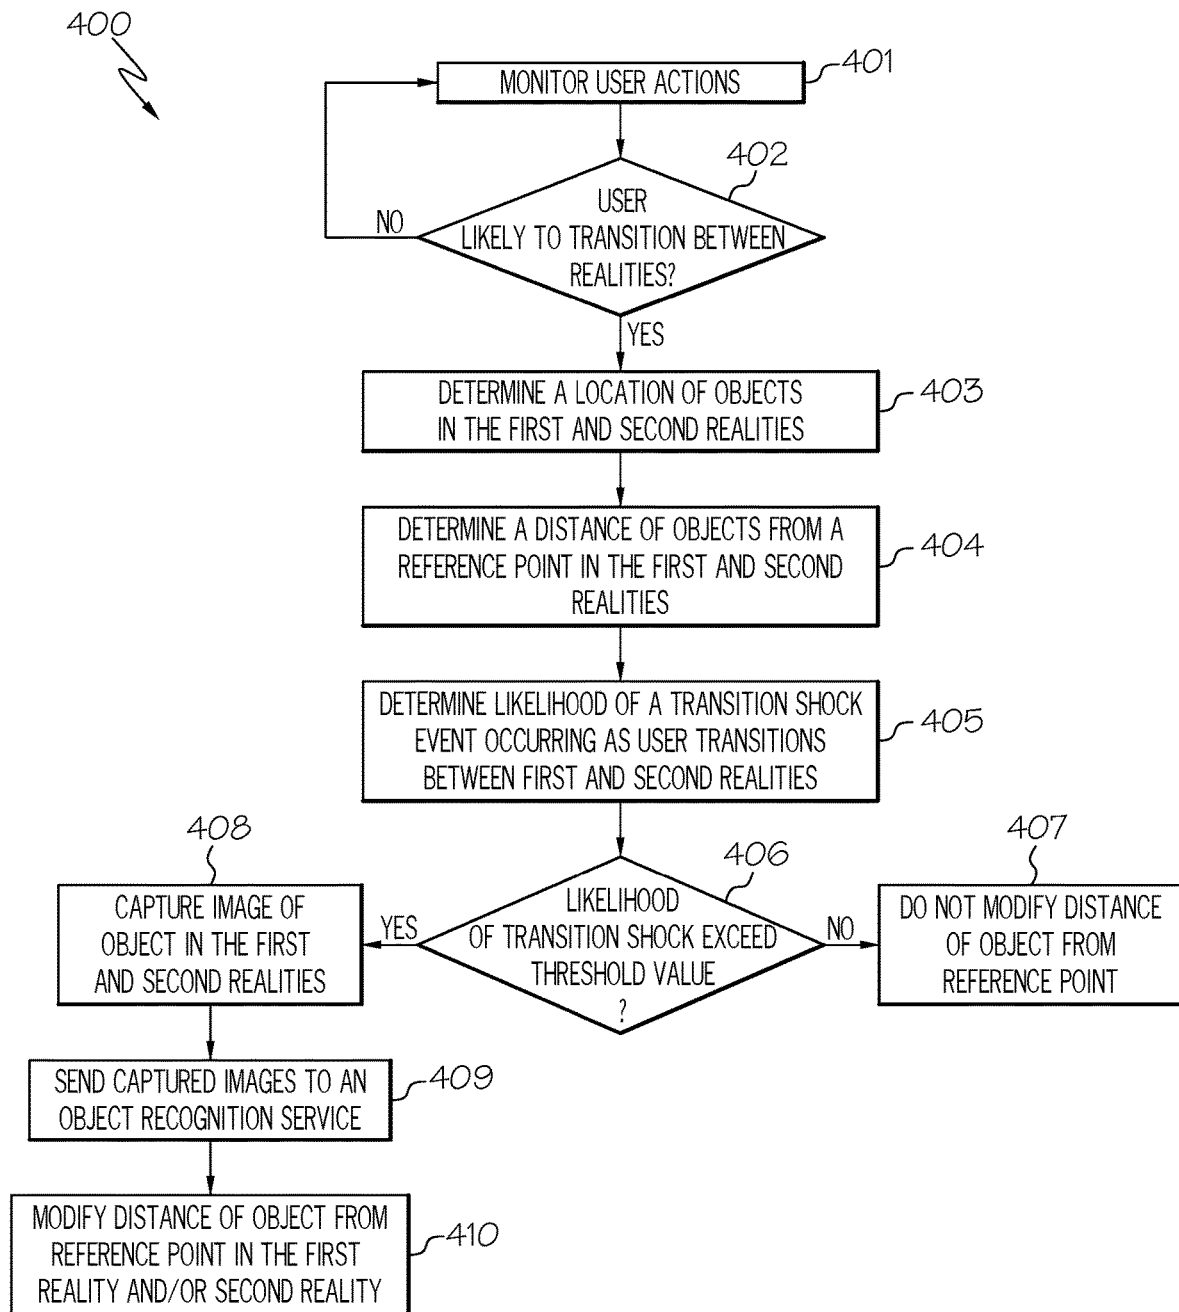 400
MONITOR USER ACTIONS
401
402
USER
LIKELY TO TRANSITION BETWEEN
REALITIES?
NO
YES
DETERMINE A LOCATION OF OBJECTS
IN THE FIRST AND SECOND REALITIES
403
DETERMINE A DISTANCE OF OBJECTS FROM A
REFERENCE POINT IN THE FIRST AND SECOND
REALITIES
404
DETERMINE LIKELIHOOD OF A TRANSITION SHOCK
EVENT OCCURRING AS USER TRANSITIONS
BETWEEN FIRST AND SECOND REALITIES
405
406
LIKELIHOOD
OF TRANSITION SHOCK EXCEED
THRESHOLD VALUE
?
NO
407
DO NOT MODIFY DISTANCE
OF OBJECT FROM
REFERENCE POINT
YES
408
CAPTURE IMAGE OF
OBJECT IN THE FIRST
AND SECOND REALITIES
SEND CAPTURED IMAGES TO AN
OBJECT RECOGNITION SERVICE
409
MODIFY DISTANCE OF OBJECT FROM
REFERENCE POINT IN THE FIRST
REALITY AND/OR SECOND REALITY
410